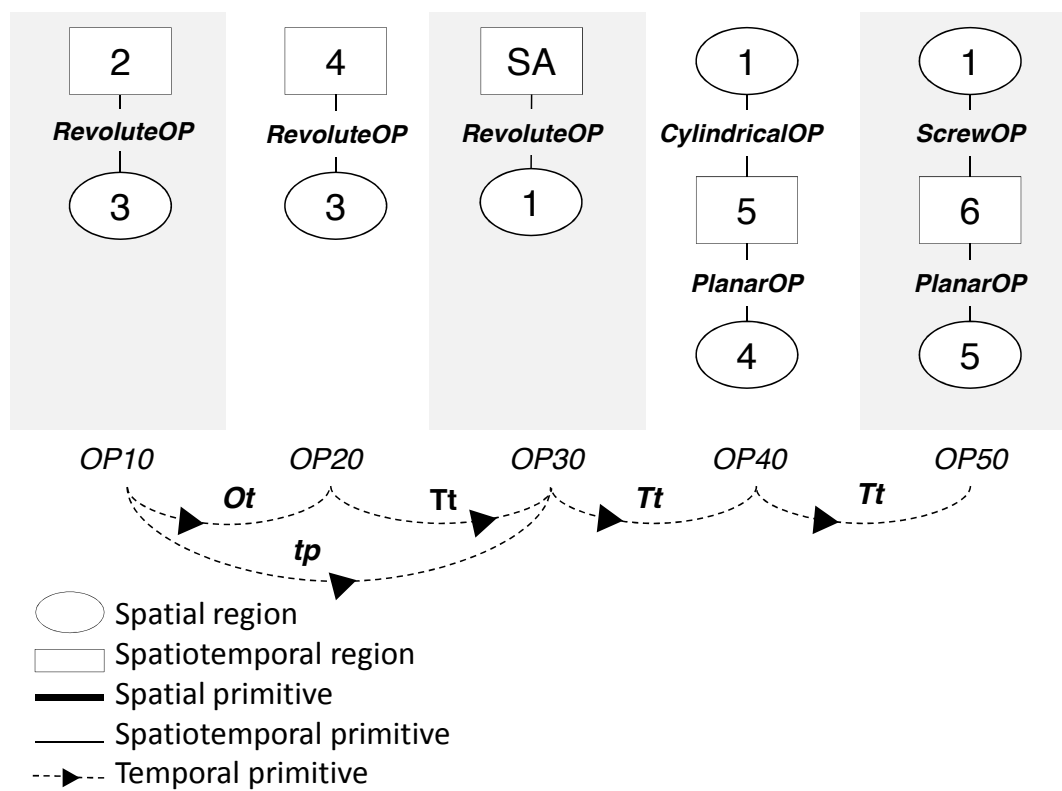 2 4 SA 1 1
RevoluteOP RevoluteOP RevoluteOP CylindricalOP ScrewOP
3 3 1 5 6
PlanarOP PlanarOP
4 5
OP10 OP20 OP30 OP40 OP50
Ot Tt Tt Tt
tp
Spatial region
Spatiotemporal region
Spatial primitive
Spatiotemporal primitive
Temporal primitive